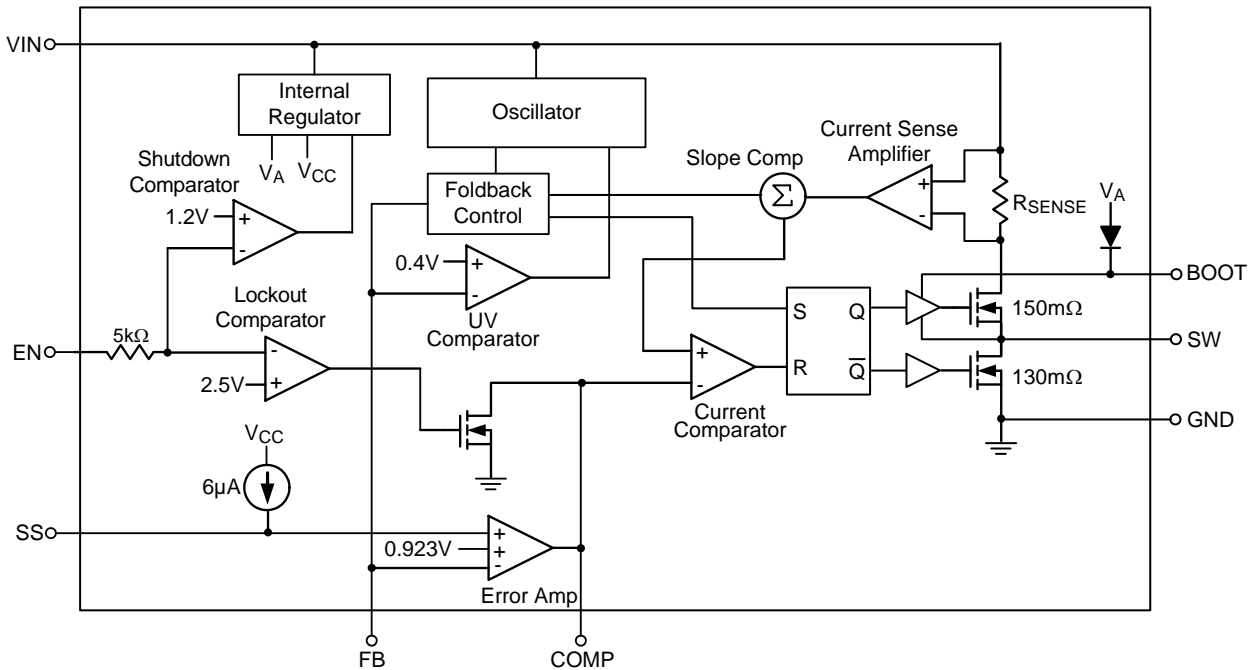 VIN
Internal
Regulator
Oscillator
Current Sense
Amplifier
Shutdown
Comparator
VA
VCC
Slope Comp
1.2V
+
-
Foldback
Control
Σ
+
-
RSENSE
VA
0.4V
+
-
BOOT
Lockout
Comparator
UV
Comparator
S
Q
150mΩ
5kΩ
EN
-
+
2.5V
+
-
R
Q
SW
130mΩ
Current
Comparator
GND
VCC
6µA
SS
0.923V
+
+
-
Error Amp
FB
COMP